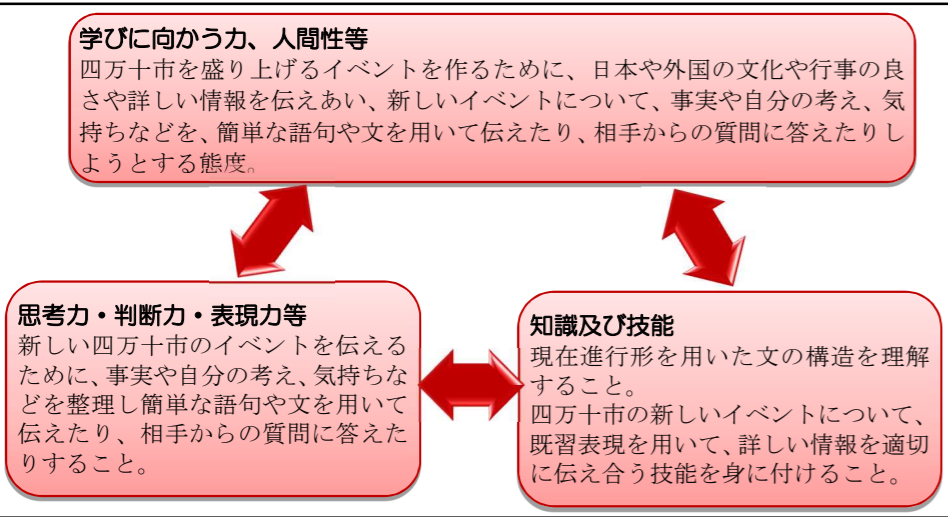 学びに向かう力、人間性等
四万十市を盛り上げるイベントを作るために、日本や外国の文化や行事の良
さや詳しい情報を伝えあい、新しいイベントについて、事実や自分の考え、気
持ちなどを、簡単な語句や文を用いて伝えたり、相手からの質問に答えたりし
ようとする態度。
思考力・判断力・表現力等
新しい四万十市のイベントを伝える
ために、事実や自分の考え、気持ちな
どを整理し簡単な語句や文を用いて
伝えたり、相手からの質問に答えた
りすること。
知識及び技能
現在進行形を用いた文の構造を理解
すること。
四万十市の新しいイベントについて、
既習表現を用いて、詳しい情報を適切
に伝え合う技能を身に付けること。